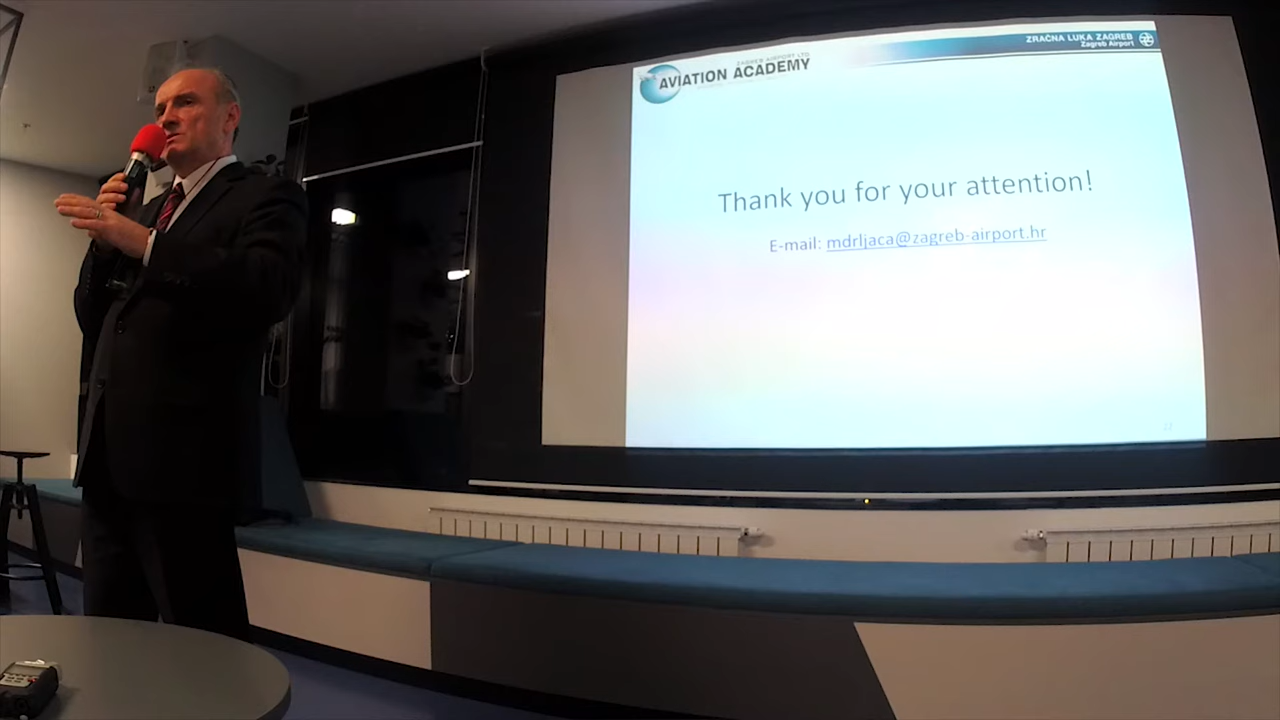 ZRAČNA LUKA ZAGREB
Zagreb Airport
ZAGREB AIRPORT LTD
AVIATION ACADEMY
Thank you for your attention!
E-mail: mdrljaca@zagreb-airport.hr